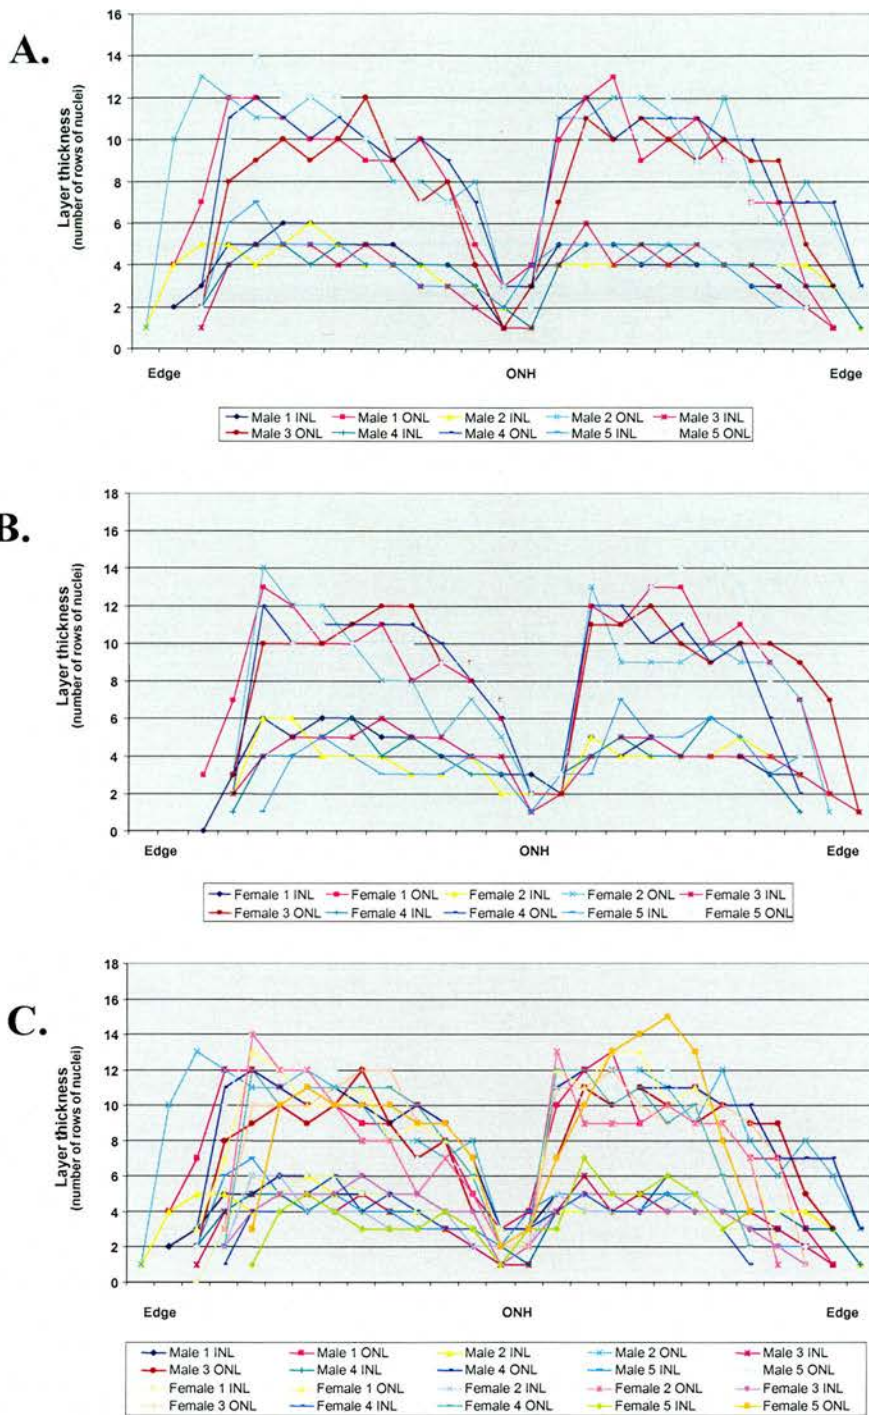 A.
16
14
12
10
8
6
4
2
0
Layer thickness
(number of rows of nuclei)
Edge ONH Edge
Male 1 INL Male 1 ONL Male 2 INL Male 2 ONL Male 3 INL
Male 3 ONL Male 4 INL Male 4 ONL Male 5 INL Male 5 ONL
B.
18
16
14
12
10
8
6
4
2
0
Layer thickness
(number of rows of nuclei)
Edge ONH Edge
Female 1 INL Female 1 ONL Female 2 INL Female 2 ONL Female 3 INL
Female 3 ONL Female 4 INL Female 4 ONL Female 5 INL Female 5 ONL
C.
18
16
14
12
10
8
6
4
2
0
Layer thickness
(number of rows of nuclei)
Edge ONH Edge
Male 1 INL Male 1 ONL Male 2 INL Male 2 ONL Male 3 INL
Male 3 ONL Male 4 INL Male 4 ONL Male 5 INL Male 5 ONL
Female 1 INL Female 1 ONL Female 2 INL Female 2 ONL Female 3 INL
Female 3 ONL Female 4 INL Female 4 ONL Female 5 INL Female 5 ONL